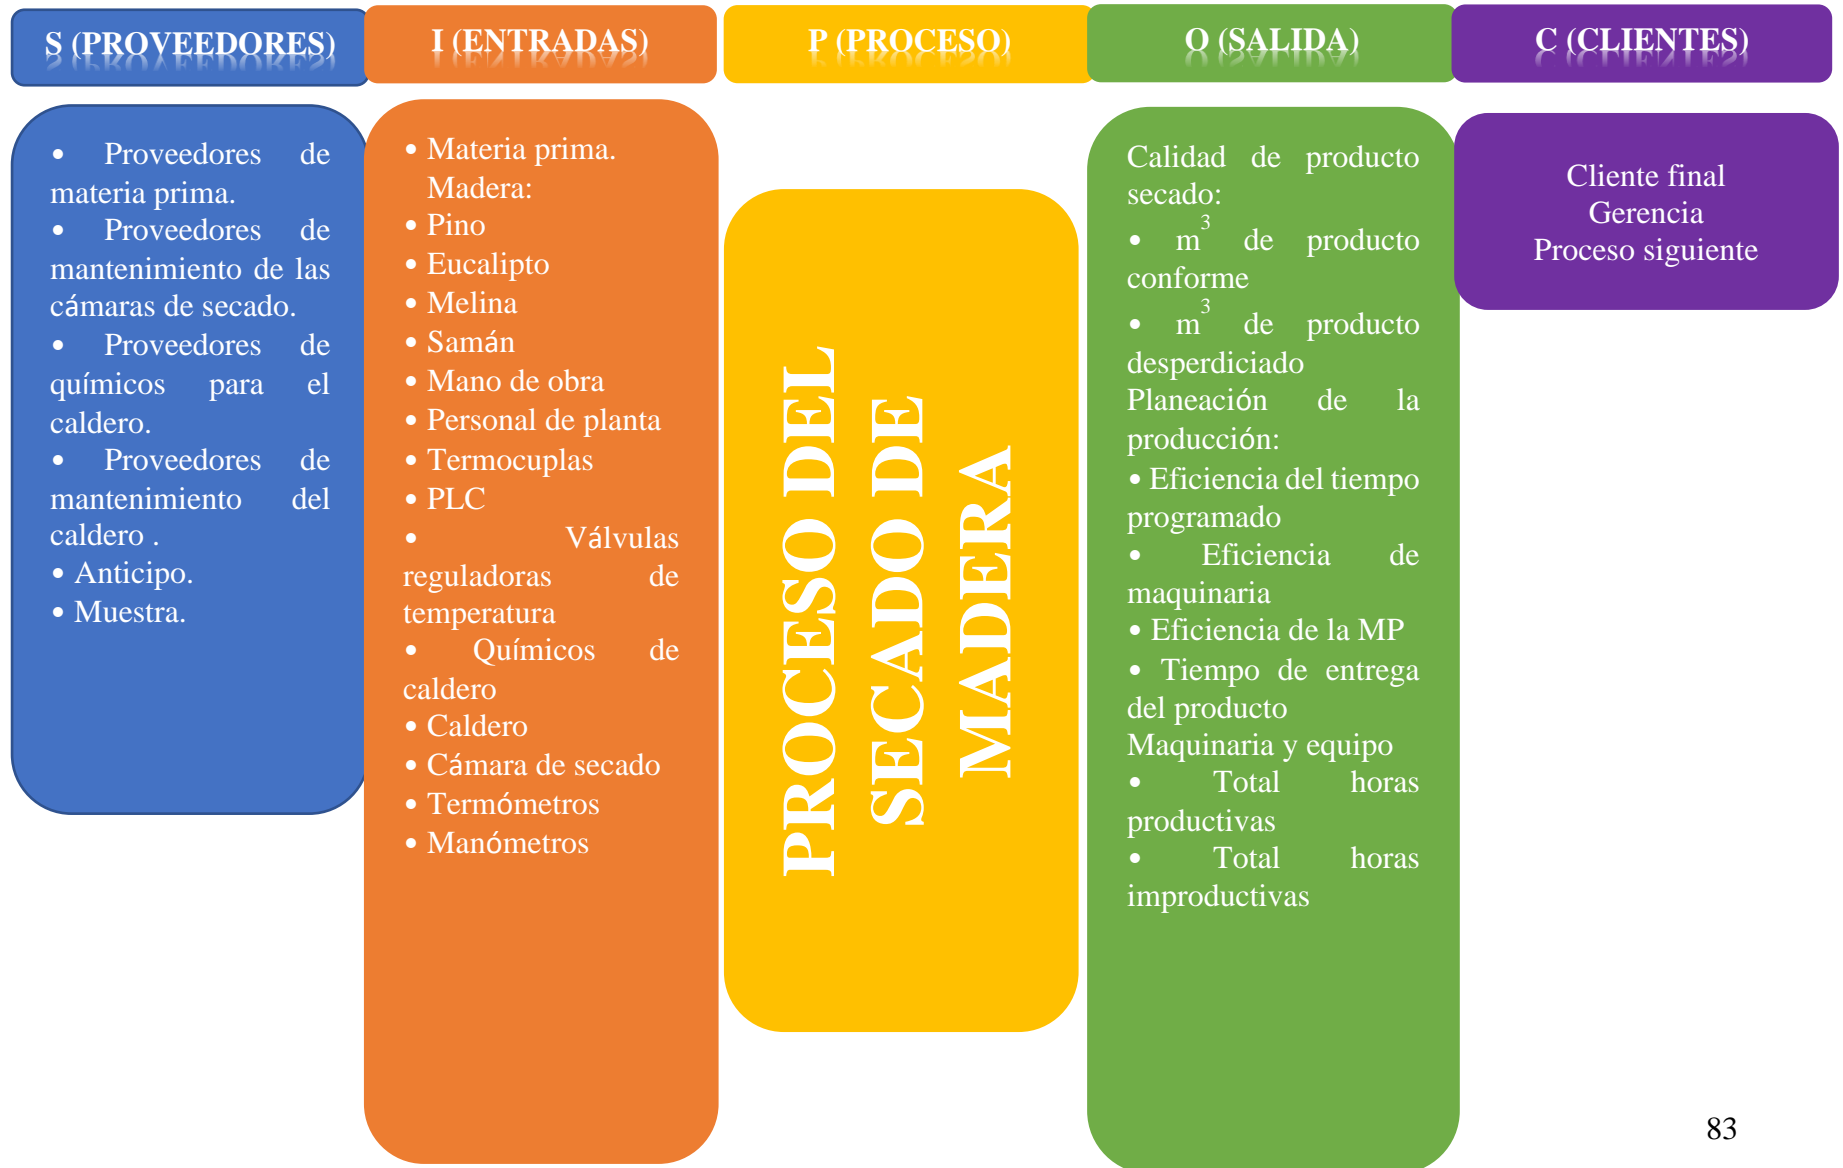 S (PROVEEDORES)
I (ENTRADAS)
P (PROCESO)
O (SALIDA)
C (CLIENTES)
• Proveedores de
materia prima.
• Proveedores de
mantenimiento de las
cámaras de secado.
• Proveedores de
químicos para el
caldero.
• Proveedores de
mantenimiento del
caldero .
• Anticipo.
• Muestra.
• Materia prima.
Madera:
• Pino
• Eucalipto
• Melina
• Samán
• Mano de obra
• Personal de planta
• Termocuplas
• PLC
• Válvulas
reguladoras de
temperatura
• Químicos de
caldero
• Caldero
• Cámara de secado
• Termómetros
• Manómetros
PROCESO DEL
SECADO DE
MADERA
Calidad de producto
secado:
• m³ de producto
conforme
• m³ de producto
desperdiciado
Planeación de la
producción:
• Eficiencia del tiempo
programado
• Eficiencia de
maquinaria
• Eficiencia de la MP
• Tiempo de entrega
del producto
Maquinaria y equipo
• Total horas
productivas
• Total horas
improductivas
Cliente final
Gerencia
Proceso siguiente
83